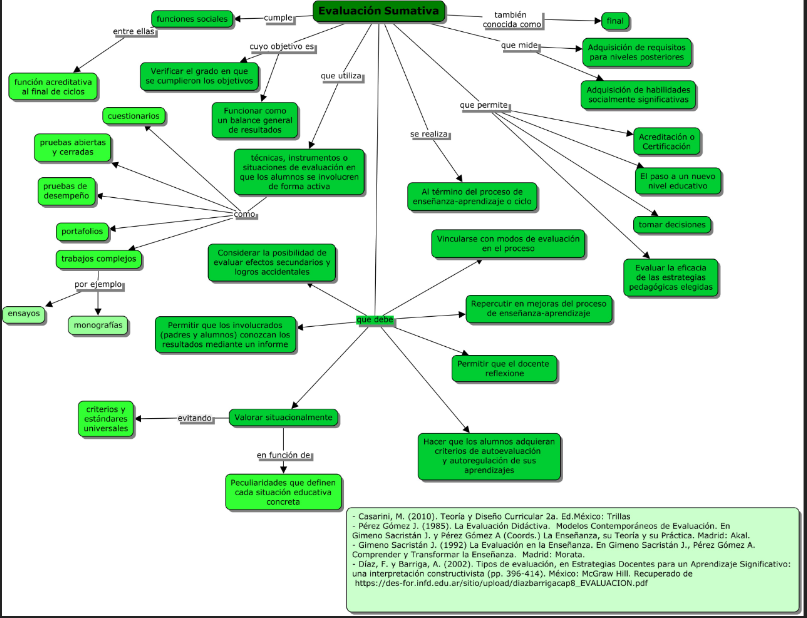 Evaluación Sumativa
funciones sociales
cumple
también
conocida como
final
entre ellas
cuyo objetivo es
que mide
Adquisición de requisitos
para niveles posteriores
función acreditativa
al final de ciclos
Verificar el grado en que
se cumplieron los objetivos
que utiliza
Adquisición de habilidades
socialmente significativas
cuestionarios
Funcionar como
un balance general
de resultados
que permite
se realiza
Acreditación o
Certificación
pruebas abiertas
y cerradas
técnicas, instrumentos o
situaciones de evaluación en
que los alumnos se involucren
de forma activa
El paso a un nuevo
nivel educativo
pruebas de
desempeño
Al término del proceso de
enseñanza-aprendizaje o ciclo
como
tomar decisiones
portafolios
trabajos complejos
Considerar la posibilidad de
evaluar efectos secundarios y
logros accidentales
Vincularse con modos de evaluación
en el proceso
Evaluar la eficacia
de las estrategias
pedagógicas elegidas
por ejemplo
ensayos
monografías
Repercutir en mejoras del proceso
de enseñanza-aprendizaje
que debe
Permitir que los involucrados
(padres y alumnos) conozcan los
resultados mediante un informe
Permitir que el docente
reflexione
criterios y
estándares
universales
evitando
Valorar situacionalmente
Hacer que los alumnos adquieran
criterios de autoevaluación
y autoregulación de sus
aprendizajes
en función de
Peculiaridades que definen
cada situación educativa
concreta
- Casarini, M. (2010). Teoría y Diseño Curricular 2a. Ed.México: Trillas
- Pérez Gómez J. (1985). La Evaluación Didáctiva. Modelos Contemporáneos de Evaluación. En
Gimeno Sacristán J. y Pérez Gómez A (Coords.) La Enseñanza, su Teoría y su Práctica. Madrid: Akal.
- Gimeno Sacristán J. (1992) La Evaluación en la Enseñanza. En Gimeno Sacristán J., Pérez Gómez A.
Comprender y Transformar la Enseñanza. Madrid: Morata.
- Díaz, F. y Barriga, A. (2002). Tipos de evaluación, en Estrategias Docentes para un Aprendizaje Significativo:
una interpretación constructivista (pp. 396-414). México: McGraw Hill. Recuperado de
https://des-for.infd.edu.ar/sitio/upload/diazbarrigacap8_EVALUACION.pdf